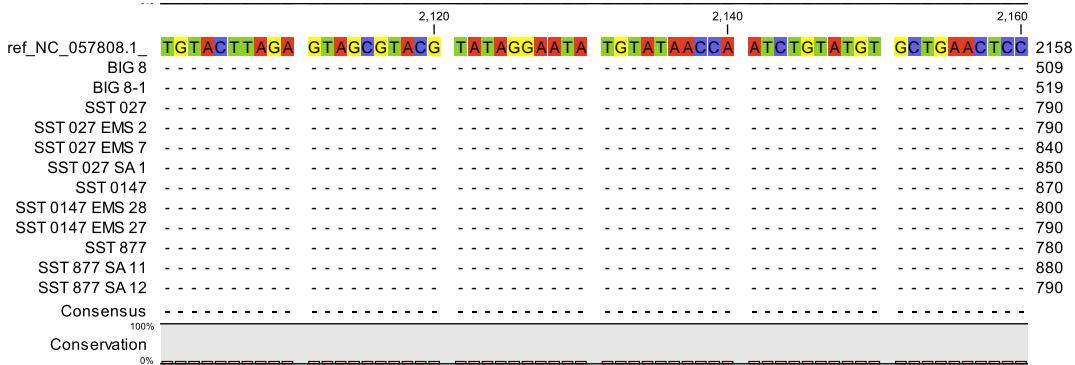 2,120 2,140 2,160
ref_NC_057808.1_ TGTACTTAGA GTAGCGTACG TATAGGAATA TGTATAACCA ATCTGTATGT GCTGAACTCC 2158
BIG 8 - - - - - - - - - - - - - - - - - - - - - - - - - - - - - - - - - - - - - - - - - - - - - - - - - - - - - - - - - - - - 509
BIG 8-1 - - - - - - - - - - - - - - - - - - - - - - - - - - - - - - - - - - - - - - - - - - - - - - - - - - - - - - - - - - - - 519
SST 027 - - - - - - - - - - - - - - - - - - - - - - - - - - - - - - - - - - - - - - - - - - - - - - - - - - - - - - - - - - - - 790
SST 027 EMS 2 - - - - - - - - - - - - - - - - - - - - - - - - - - - - - - - - - - - - - - - - - - - - - - - - - - - - - - - - - - - - 790
SST 027 EMS 7 - - - - - - - - - - - - - - - - - - - - - - - - - - - - - - - - - - - - - - - - - - - - - - - - - - - - - - - - - - - - 840
SST 027 SA 1 - - - - - - - - - - - - - - - - - - - - - - - - - - - - - - - - - - - - - - - - - - - - - - - - - - - - - - - - - - - - 850
SST 0147 - - - - - - - - - - - - - - - - - - - - - - - - - - - - - - - - - - - - - - - - - - - - - - - - - - - - - - - - - - - - 870
SST 0147 EMS 28 - - - - - - - - - - - - - - - - - - - - - - - - - - - - - - - - - - - - - - - - - - - - - - - - - - - - - - - - - - - - 800
SST 0147 EMS 27 - - - - - - - - - - - - - - - - - - - - - - - - - - - - - - - - - - - - - - - - - - - - - - - - - - - - - - - - - - - - 790
SST 877 - - - - - - - - - - - - - - - - - - - - - - - - - - - - - - - - - - - - - - - - - - - - - - - - - - - - - - - - - - - - 780
SST 877 SA 11 - - - - - - - - - - - - - - - - - - - - - - - - - - - - - - - - - - - - - - - - - - - - - - - - - - - - - - - - - - - - 880
SST 877 SA 12 - - - - - - - - - - - - - - - - - - - - - - - - - - - - - - - - - - - - - - - - - - - - - - - - - - - - - - - - - - - - 790
Consensus - - - - - - - - - - - - - - - - - - - - - - - - - - - - - - - - - - - - - - - - - - - - - - - - - - - - - - - - - - - -
100%
Conservation
0%